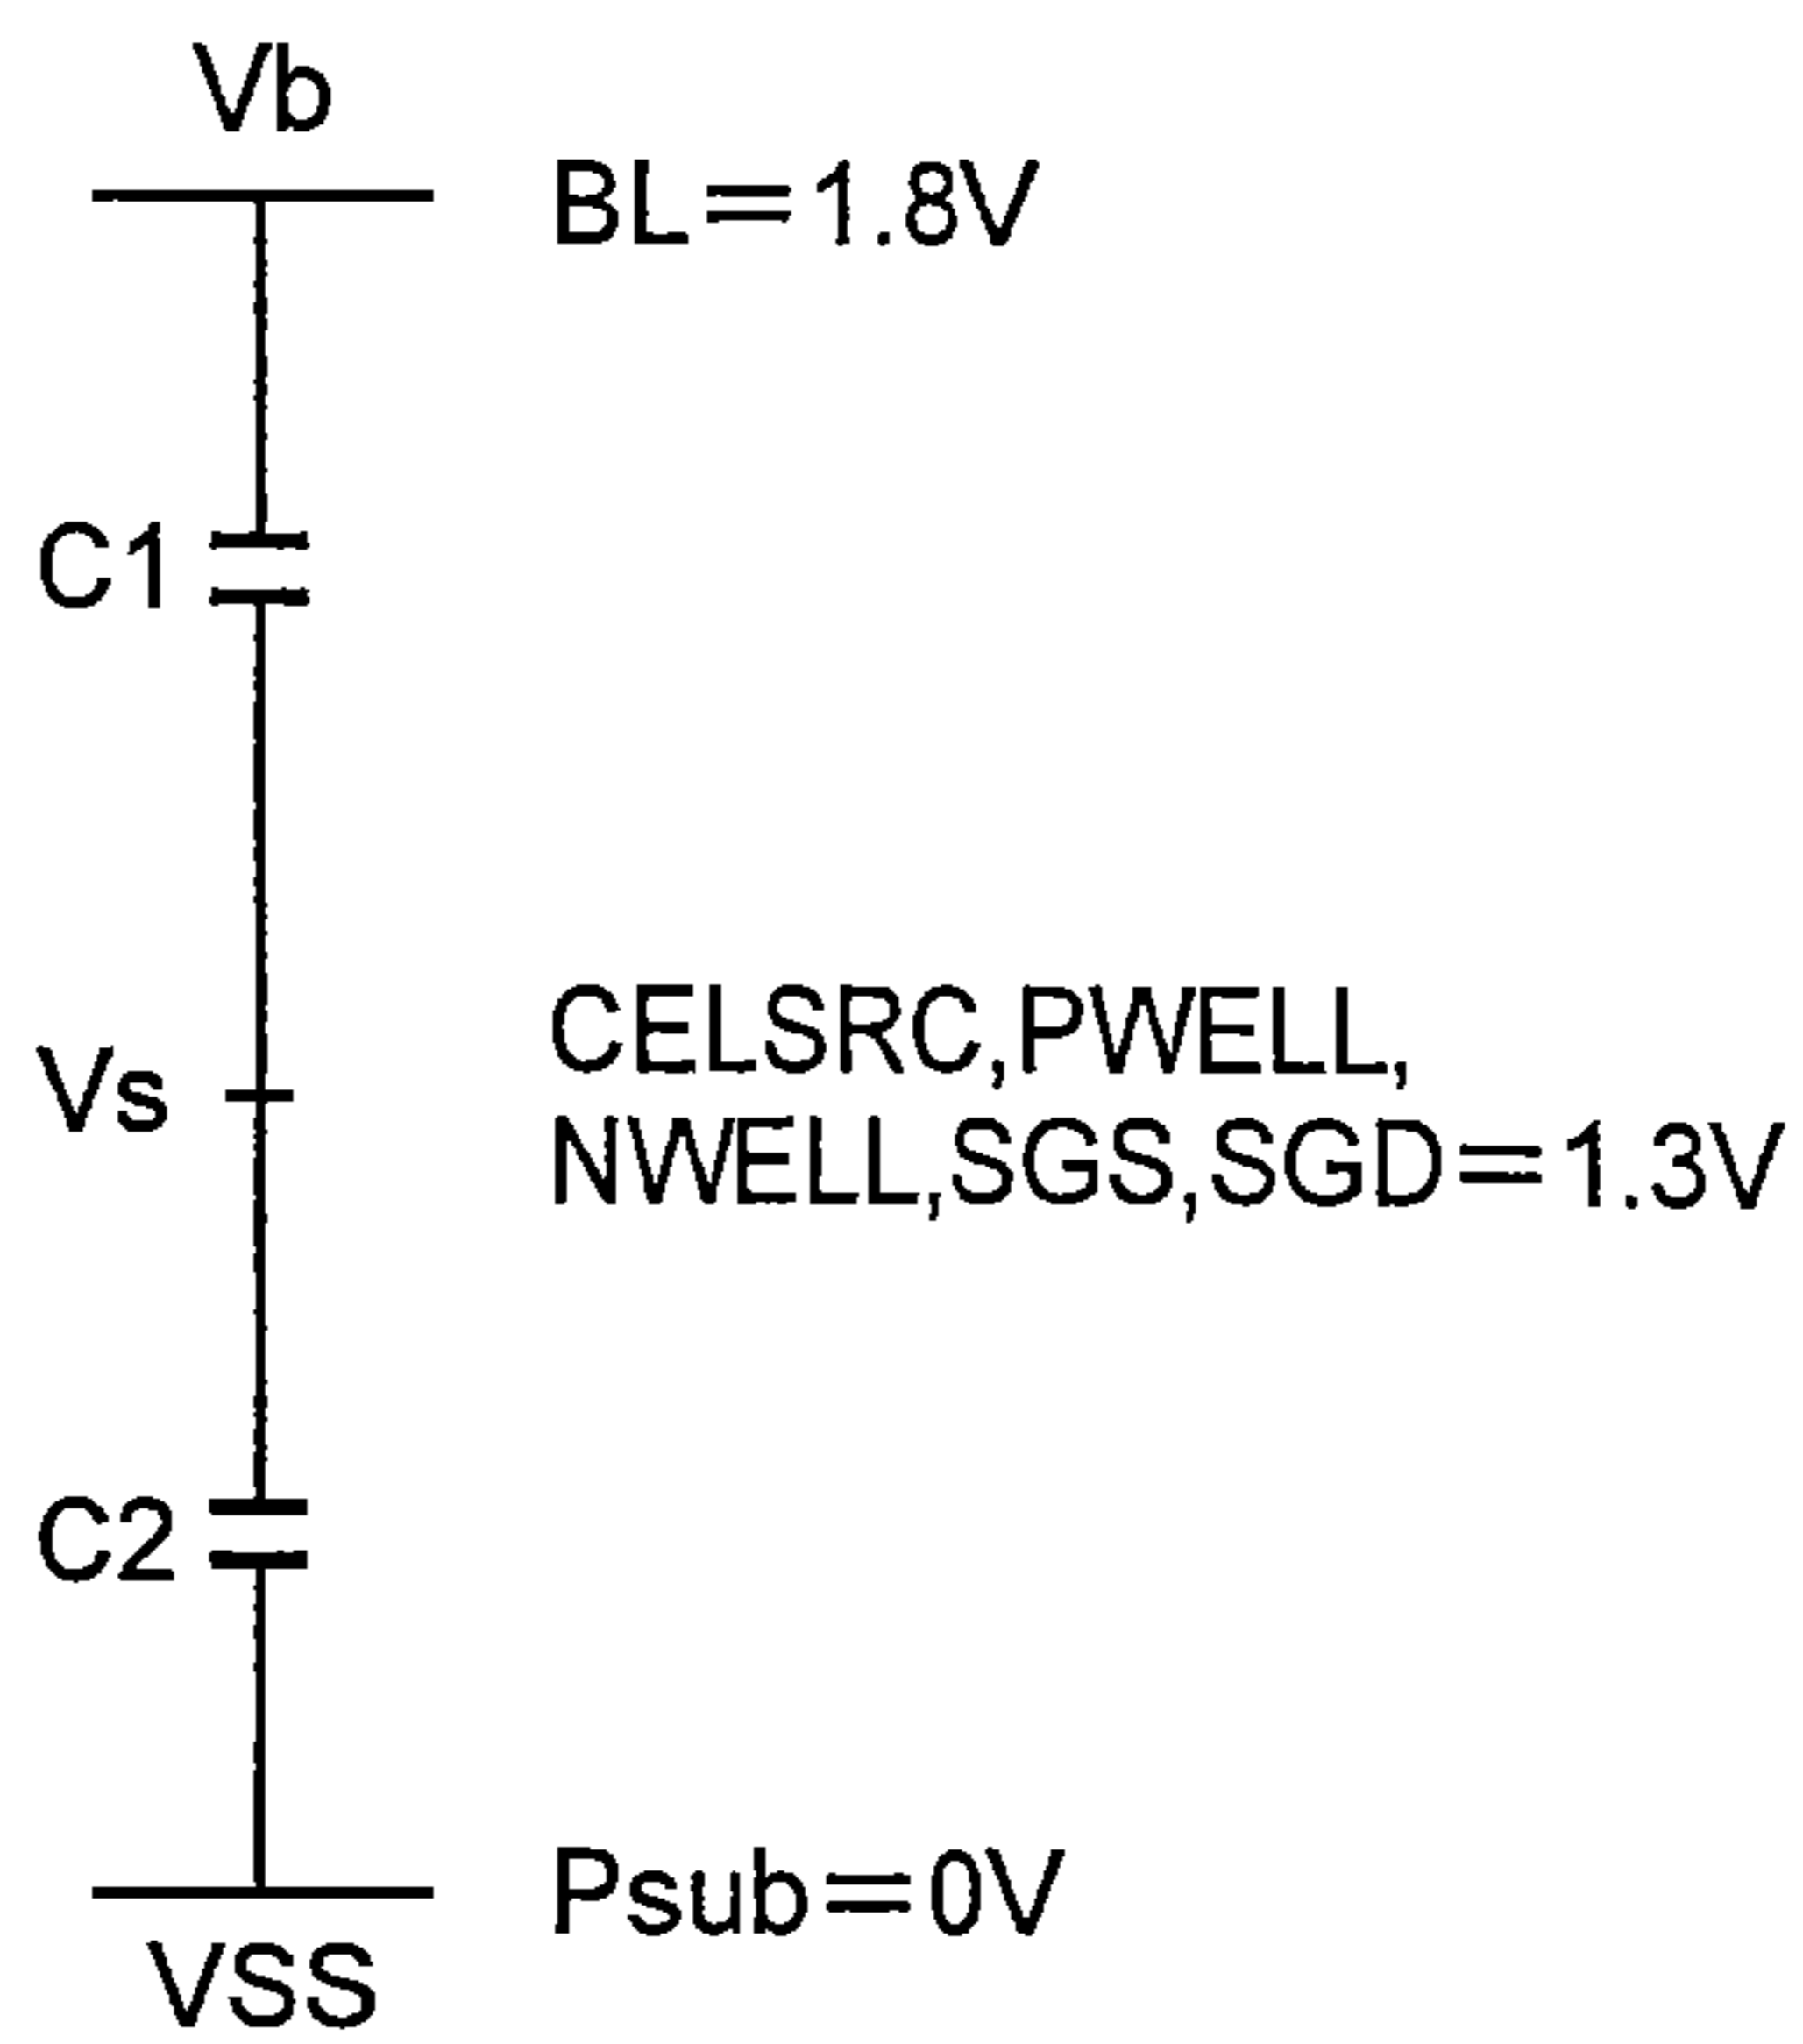 Vb
BL=1.8V
C1
Vs
CELSRC,PWELL,
NWELL,SGS,SGD=1.3V
C2
Psub=0V
VSS